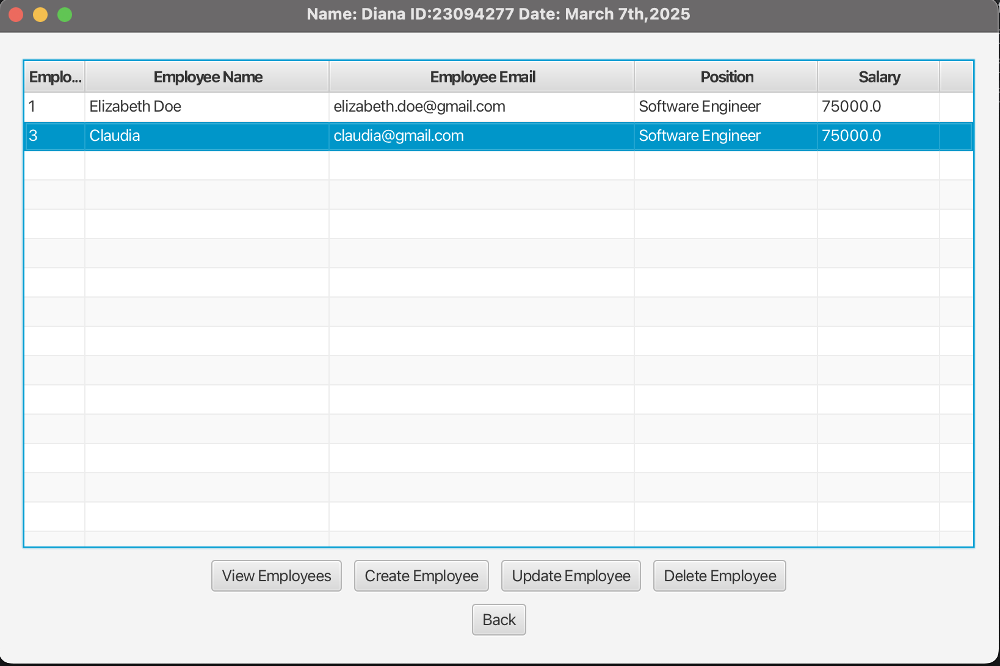 Name: Diana ID:23094277 Date: March 7th,2025
Emplo... Employee Name Employee Email Position Salary
1 Elizabeth Doe elizabeth.doe@gmail.com Software Engineer 75000.0
3 Claudia claudia@gmail.com Software Engineer 75000.0
View Employees Create Employee Update Employee Delete Employee
Back